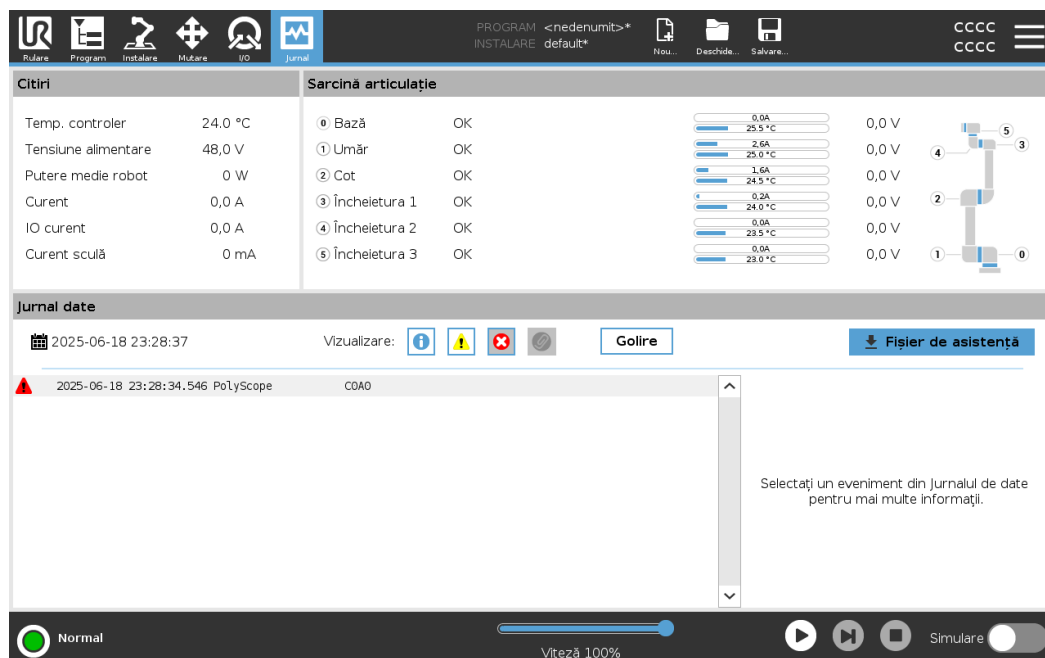 PROGRAM <nedenumit>*
INSTALARE default*
Rulare Program Instalare Mutare I/O Jurnal
Nou... Deschide... Salvare...
CCCC
CCCC
Citiri
Sarcină articulație
Temp. controler 24.0 °C
Tensiune alimentare 48,0 V
Putere medie robot 0 W
Curent 0,0 A
IO curent 0,0 A
Curent sculă 0 mA
0 Bază OK 0,0A 25.5 °C 0,0 V
1 Umăr OK 2,6A 25.0 °C 0,0 V
2 Cot OK 1,6A 24.5 °C 0,0 V
3 Încheietura 1 OK 0,2A 24.0 °C 0,0 V
4 Încheietura 2 OK 0,0A 23.5 °C 0,0 V
5 Încheietura 3 OK 0,0A 23.0 °C 0,0 V
5
3
4
2
1 0
Jurnal date
2025-06-18 23:28:37 Vizualizare: Golire Fișier de asistență
2025-06-18 23:28:34.546 PolyScope C0A0
Selectați un eveniment din Jurnalul de date
pentru mai multe informații.
Normal
Viteză 100%
Simulare